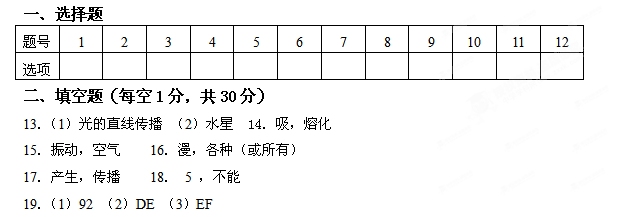 一、选择题
题号 1 2 3 4 5 6 7 8 9 10 11 12
选项
二、填空题（每空1分，共30分）
13．（1）光的直线传播 （2）水星 14．吸，熔化
15．振动，空气 16．漫，各种（或所有）
17．产生，传播 18． 5 ，不能
19．（1）92 （2）DE （3）EF